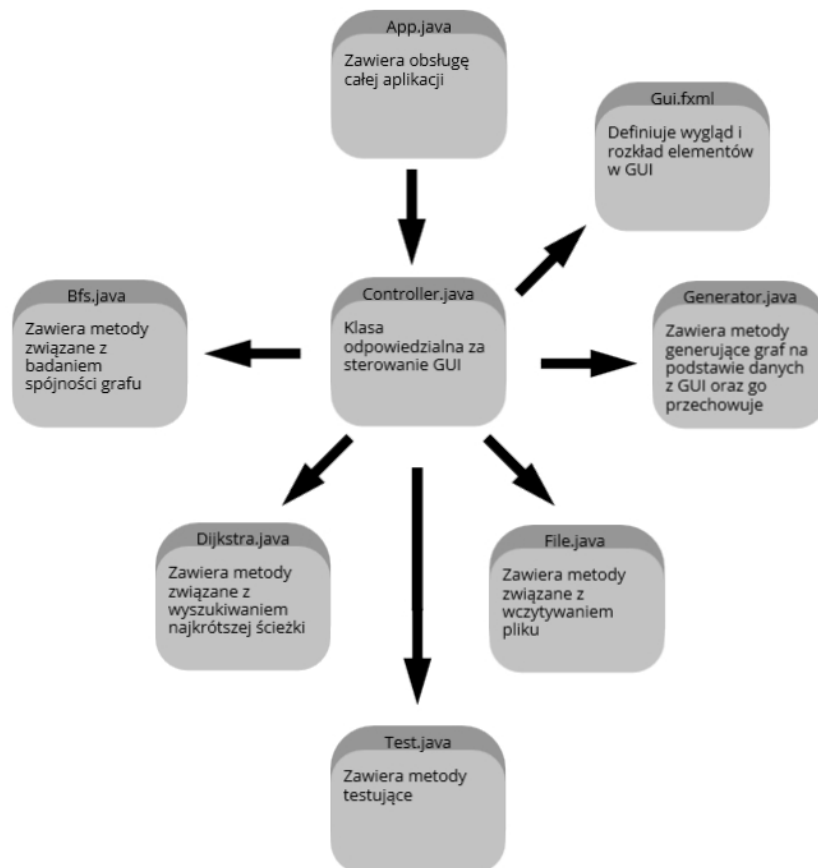 App.java
Zawiera obsługę
całej aplikacji
Gui.fxml
Definiuje wygląd i
rozkład elementów
w GUI
Bfs.java
Zawiera metody
związane z
badaniem
spójności grafu
Controller.java
Klasa
odpowiedzialna za
sterowanie GUI
Generator.java
Zawiera metody
generujące graf na
podstawie danych
z GUI oraz go
przechowuje
Dijkstra.java
Zawiera metody
związane z
wyszukiwaniem
najkrótszej ścieżki
File.java
Zawiera metody
związane z
wczytywaniem
pliku
Test.java
Zawiera metody
testujące